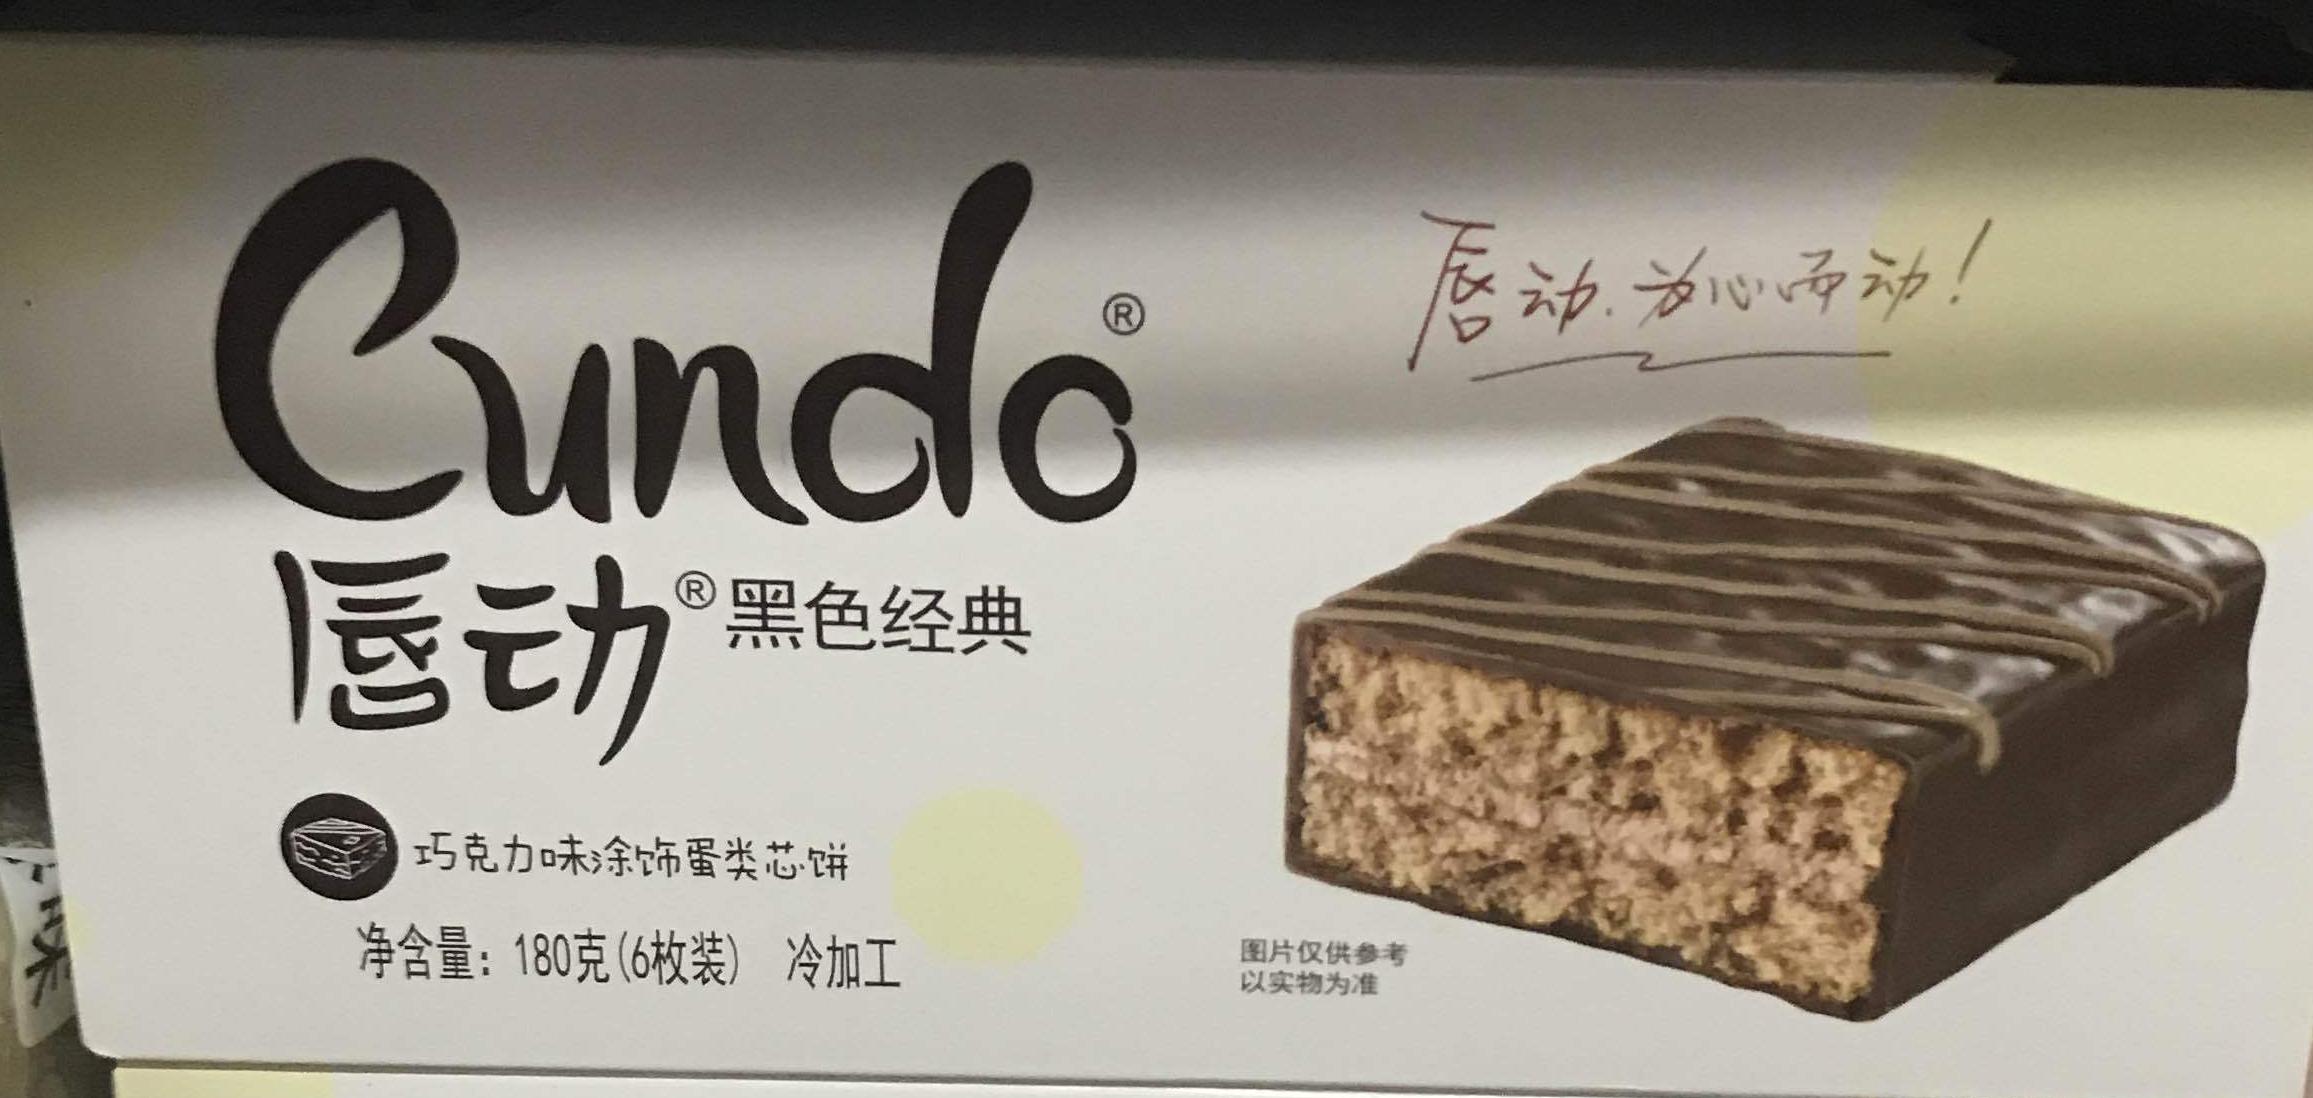 Cundo®
唇动®黑色经典
唇动.为心而动!
巧克力味涂饰蛋类芯饼
净含量:180克(6枚装) 冷加工
图片仅供参考
以实物为准